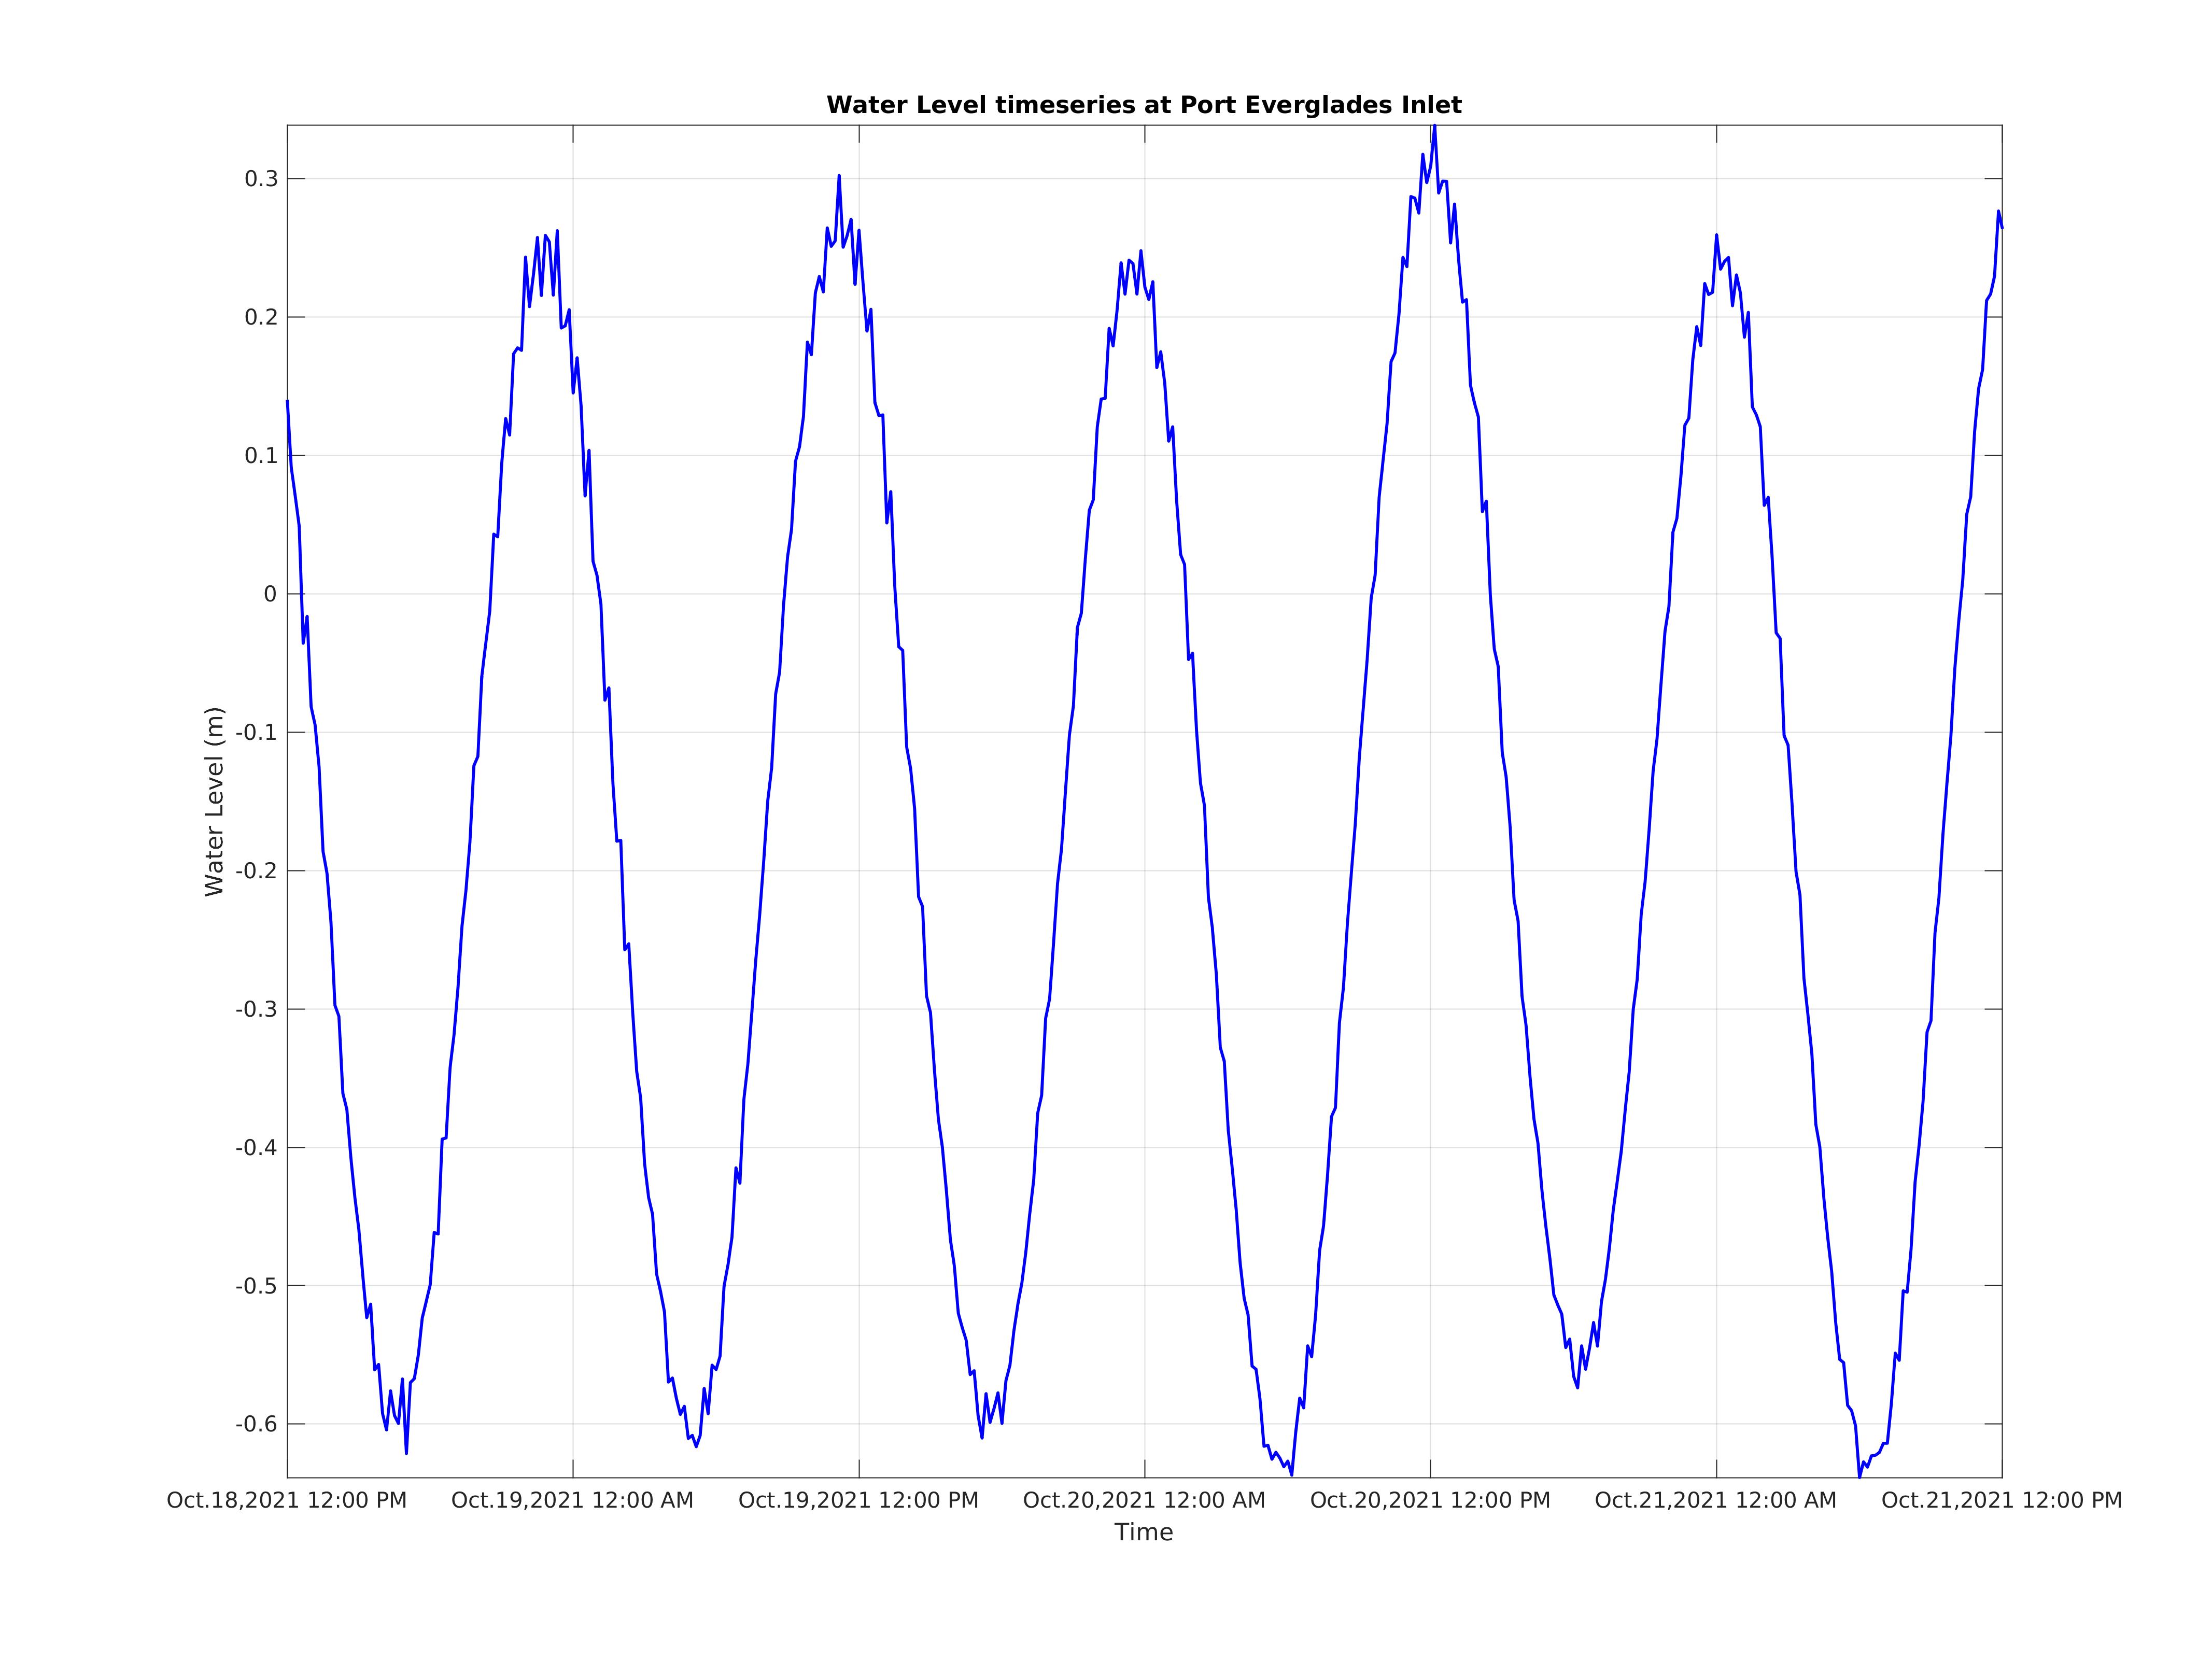 Water Level timeseries at Port Everglades Inlet
0.3
0.2
0.1
0
-0.1
-0.2
-0.3
-0.4
-0.5
-0.6
Water Level (m)
Oct.18,2021 12:00 PM Oct.19,2021 12:00 AM Oct.19,2021 12:00 PM Oct.20,2021 12:00 AM Oct.20,2021 12:00 PM Oct.21,2021 12:00 AM Oct.21,2021 12:00 PM
Time